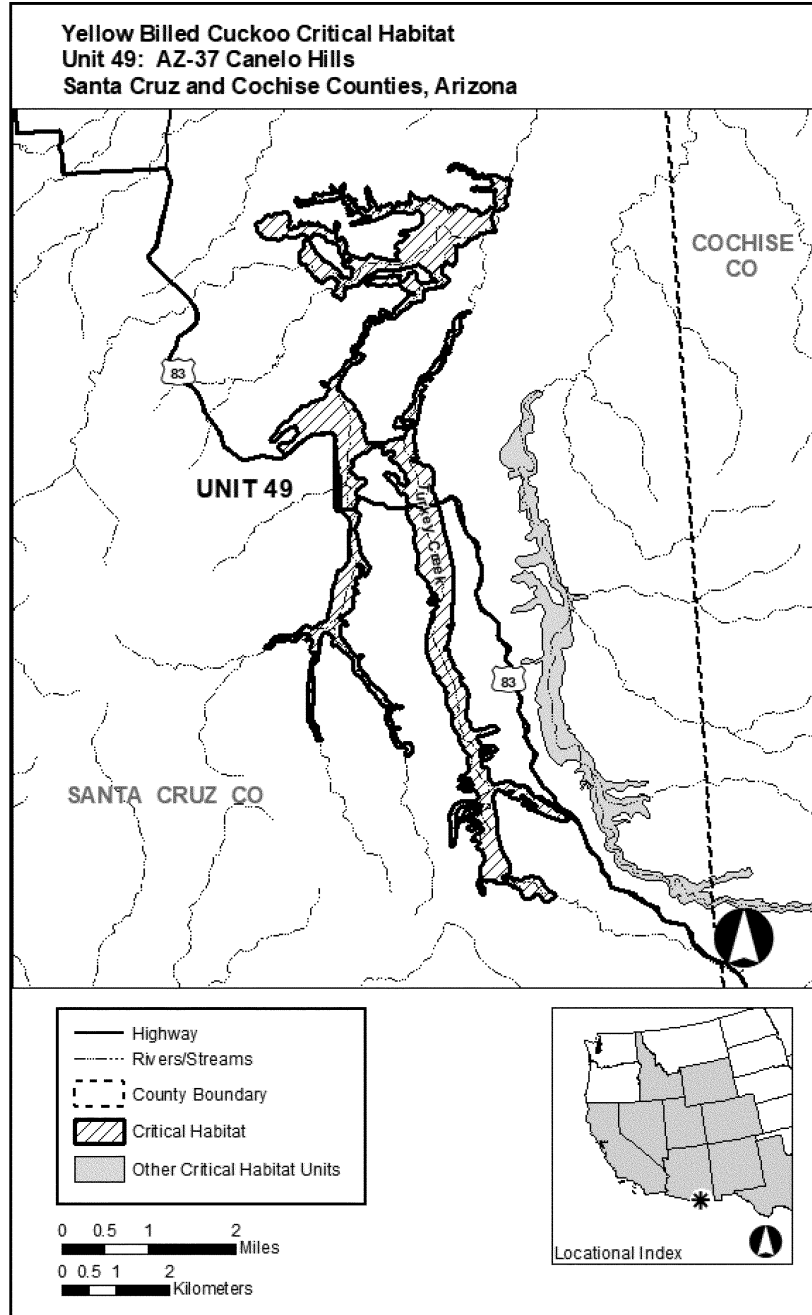 Yellow Billed Cuckoo Critical Habitat
Unit 49: AZ-37 Canelo Hills
Santa Cruz and Cochise Counties, Arizona
COCHISE
CO
83
UNIT 49
Turkey Creek
83
SANTA CRUZ CO
Highway
Rivers/Streams
County Boundary
Critical Habitat
Other Critical Habitat Units
0 0.5 1 2
Miles
0 0.5 1 2
Kilometers
Locational Index